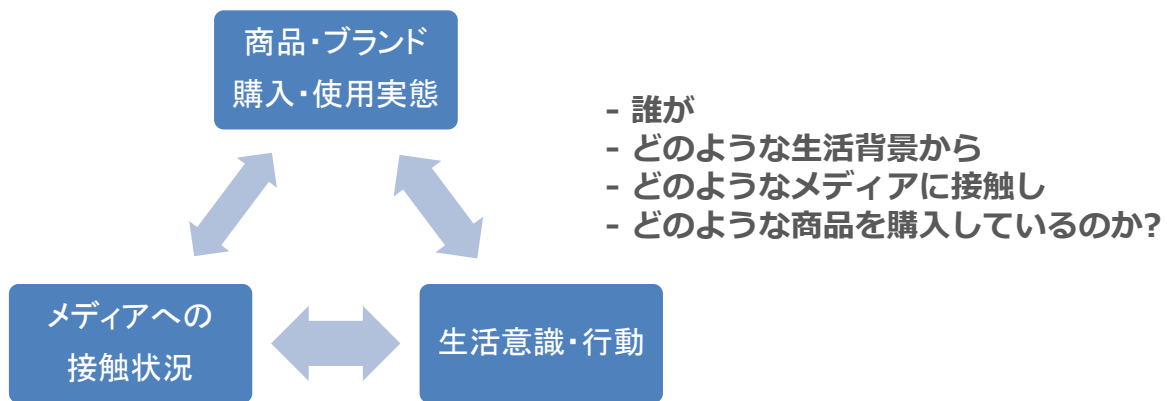 商品・ブランド
購入・使用実態
- 誰が
- どのような生活背景から
- どのようなメディアに接触し
- どのような商品を購入しているのか?
メディアへの
接触状況
生活意識・行動